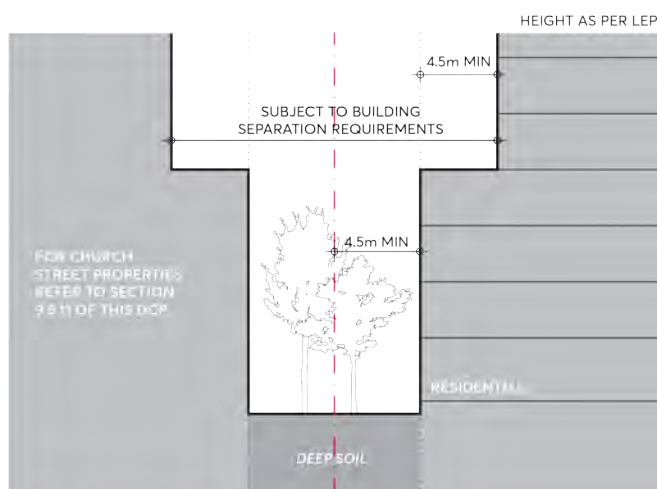 HEIGHT AS PER LEP
4.5m MIN
SUBJECT TO BUILDING
SEPARATION REQUIREMENTS
4.5m MIN
FOR CHURCH
STREET PROPERTIES
REFER TO SECTION
OF THIS DCP
RESIDENTIAL
DEEP SOIL